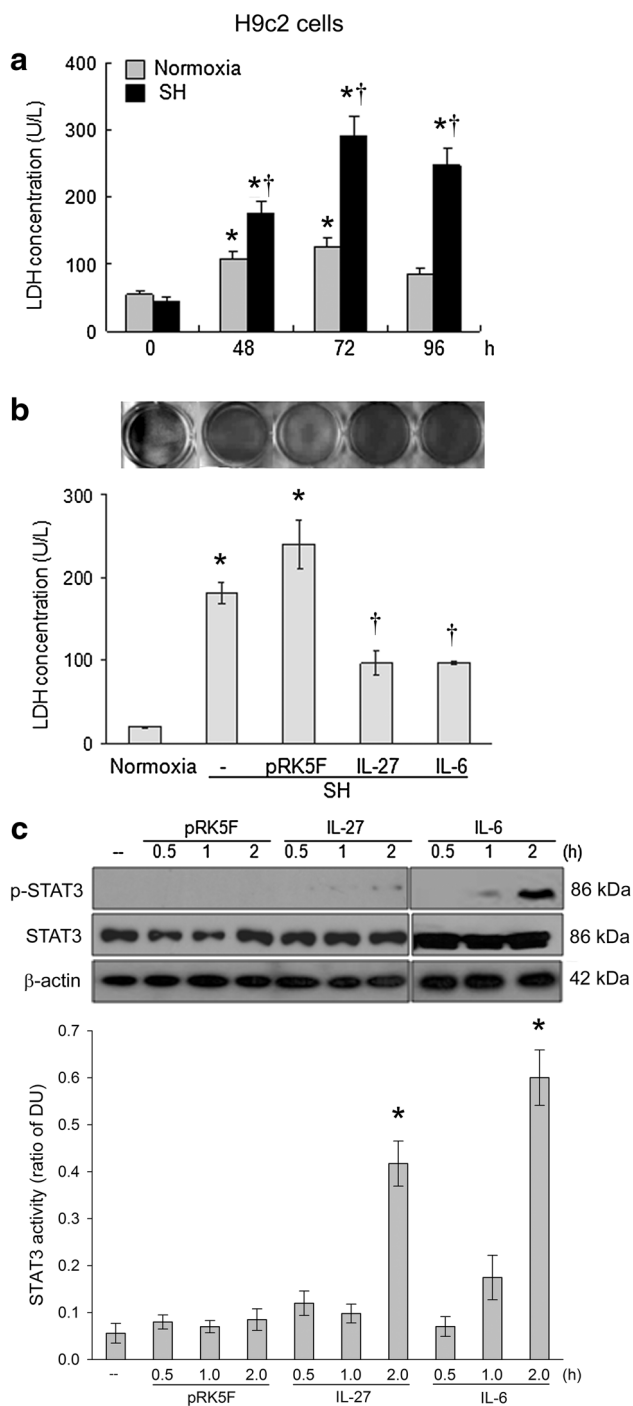 H9c2 cells
a
400
Normoxia
SH
300
200
100
0
LDH concentration (U/L)
* *† * *† *†
0 48 72 96 h
b
300
200
100
0
LDH concentration (U/L)
* * † †
Normoxia - pRK5F IL-27 IL-6
SH
c
pRK5F IL-27 IL-6
-- 0.5 1 2 0.5 1 2 0.5 1 2 (h)
p-STAT3 86 kDa
STAT3 86 kDa
β-actin 42 kDa
0.7
0.6
0.5
0.4
0.3
0.2
0.1
0.0
STAT3 activity (ratio of DU)
* *
-- 0.5 1.0 2.0 0.5 1.0 2.0 0.5 1.0 2.0 (h)
pRK5F IL-27 IL-6